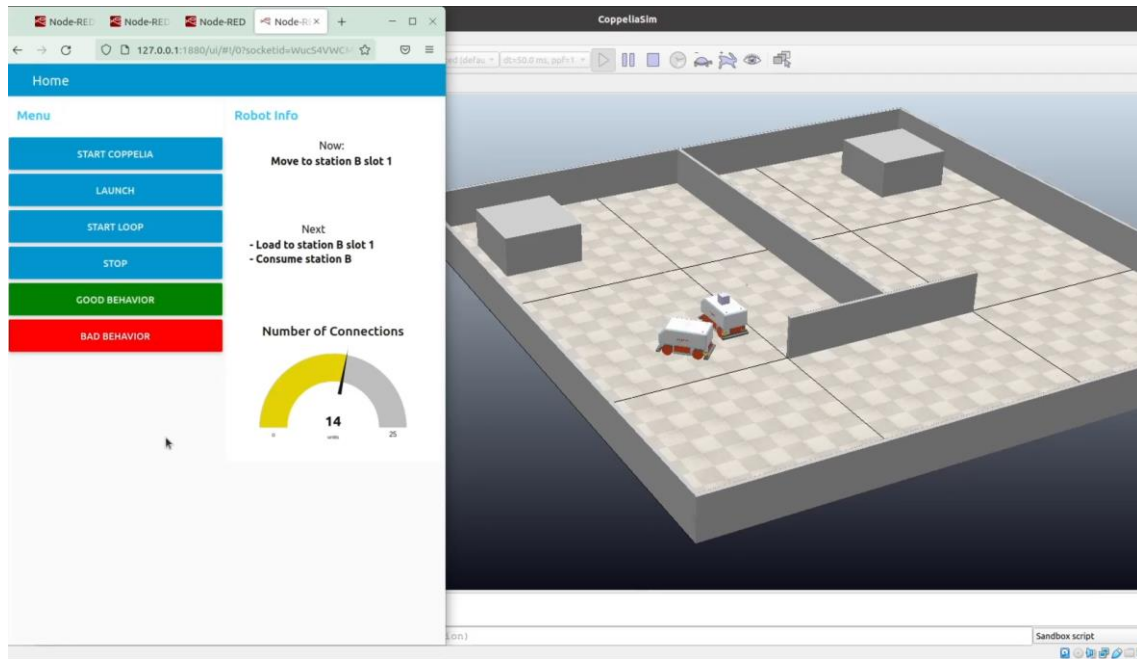 Node-RED
Node-RED
Node-RED
Node-R
CoppeliaSim
127.0.0.1:1880/ui/#!/0?socketid=WucS4VWCM
dt=50.0 ms, ppf=1
Home
Menu
Robot Info
START COPPELIA
LAUNCH
START LOOP
STOP
GOOD BEHAVIOR
BAD BEHAVIOR
Now:
Move to station B slot 1
Next
- Load to station B slot 1
- Consume station B
Number of Connections
14
units
0
25
Sandbox script